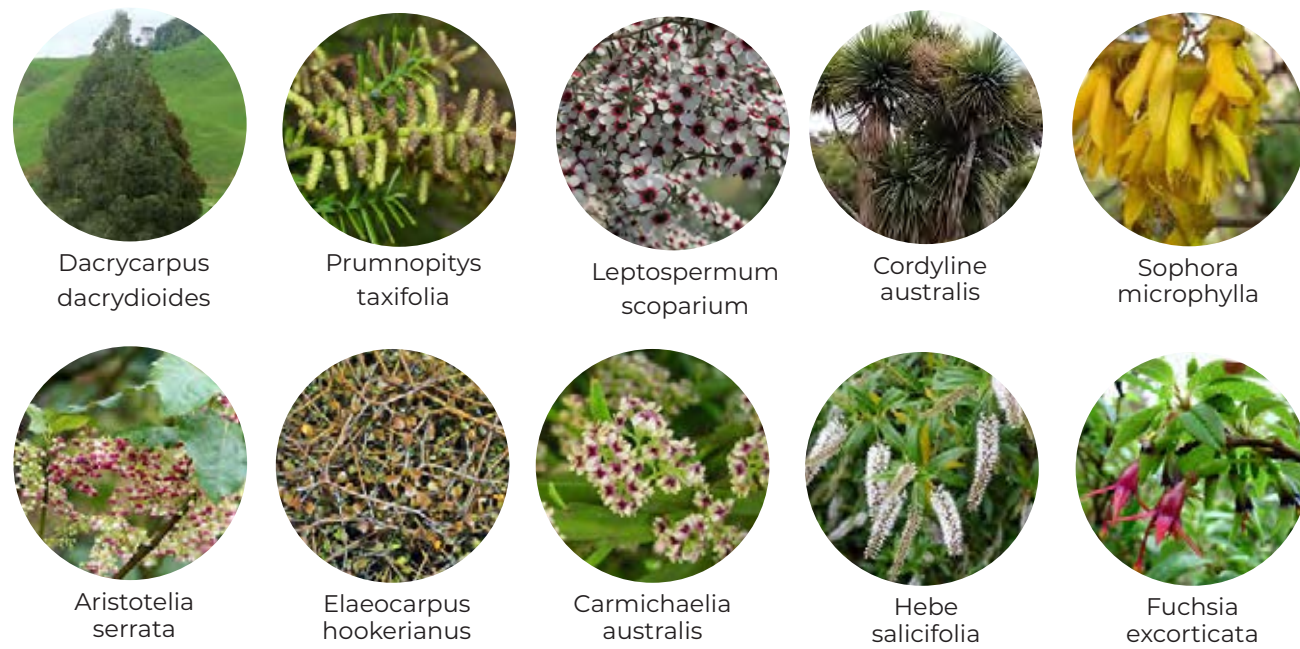 Dacrycarpus
dacrydioides
Prumnopitys
taxifolia
Leptospermum
scoparium
Cordyline
australis
Sophora
microphylla
Aristotelia
serrata
Elaeocarpus
hookerianus
Carmichaelia
australis
Hebe
salicifolia
Fuchsia
excorticata